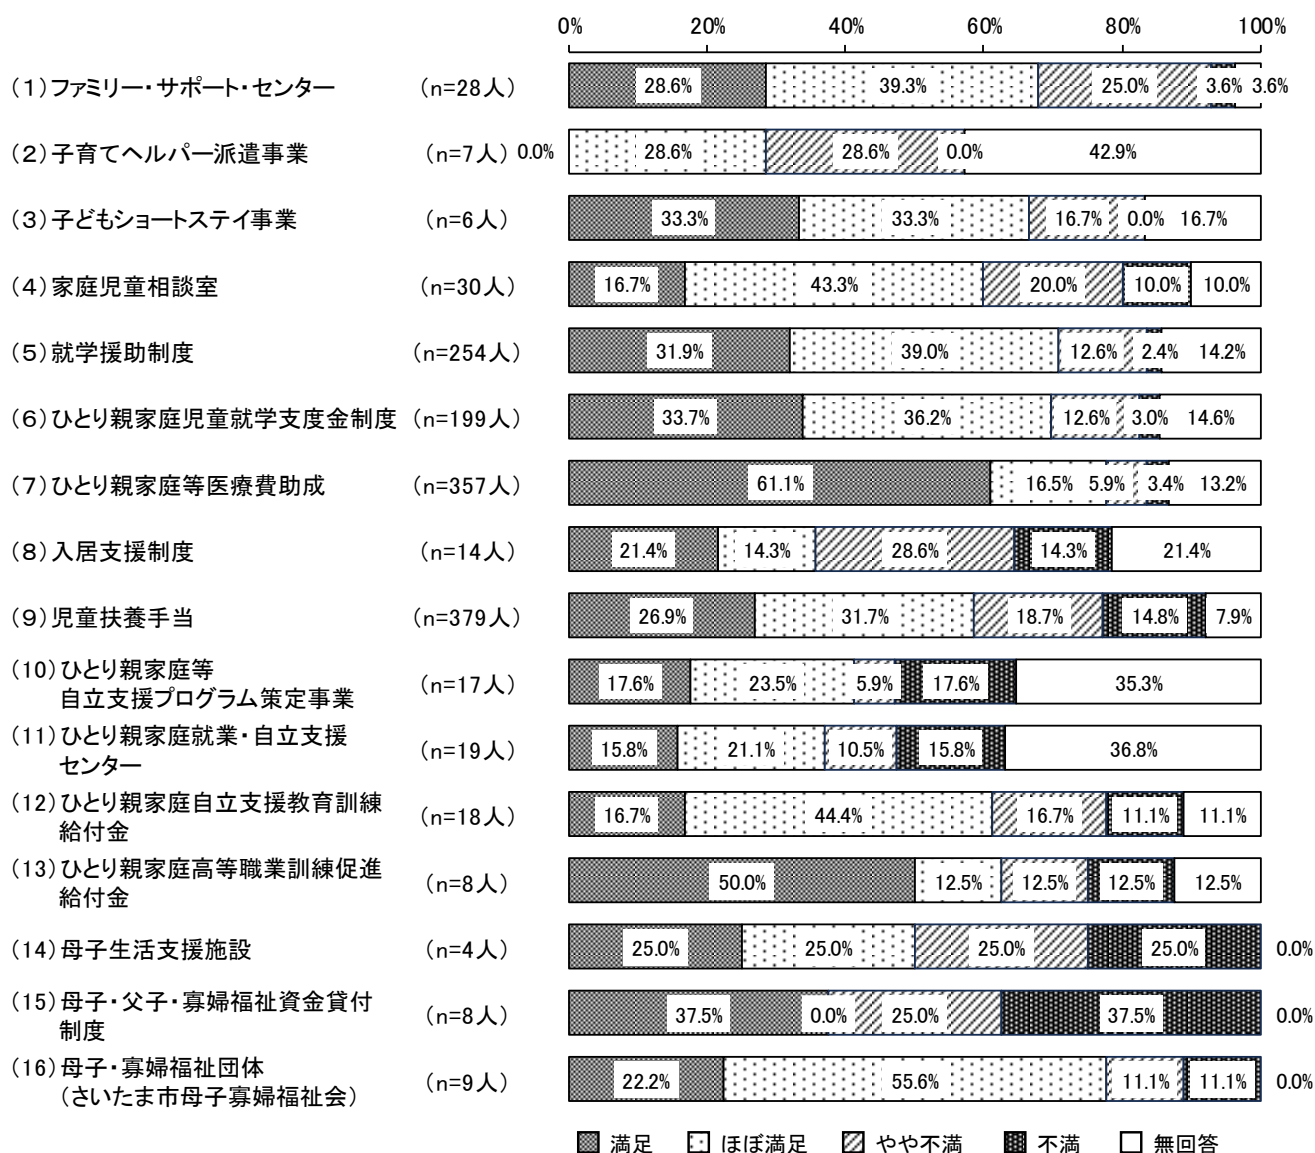 0% 20% 40% 60% 80% 100%
(1)ファミリー・サポート・センター (n=28人) 28.6% 39.3% 25.0% 3.6% 3.6%
(2)子育てヘルパー派遣事業 (n=7人) 0.0% 28.6% 28.6% 0.0% 42.9%
(3)子どもショートステイ事業 (n=6人) 33.3% 33.3% 16.7% 0.0% 16.7%
(4)家庭児童相談室 (n=30人) 16.7% 43.3% 20.0% 10.0% 10.0%
(5)就学援助制度 (n=254人) 31.9% 39.0% 12.6% 2.4% 14.2%
(6)ひとり親家庭児童就学支度金制度 (n=199人) 33.7% 36.2% 12.6% 3.0% 14.6%
(7)ひとり親家庭等医療費助成 (n=357人) 61.1% 16.5% 5.9% 3.4% 13.2%
(8)入居支援制度 (n=14人) 21.4% 14.3% 28.6% 14.3% 21.4%
(9)児童扶養手当 (n=379人) 26.9% 31.7% 18.7% 14.8% 7.9%
(10)ひとり親家庭等
自立支援プログラム策定事業 (n=17人) 17.6% 23.5% 5.9% 17.6% 35.3%
(11)ひとり親家庭就業・自立支援
センター (n=19人) 15.8% 21.1% 10.5% 15.8% 36.8%
(12)ひとり親家庭自立支援教育訓練
給付金 (n=18人) 16.7% 44.4% 16.7% 11.1% 11.1%
(13)ひとり親家庭高等職業訓練促進
給付金 (n=8人) 50.0% 12.5% 12.5% 12.5% 12.5%
(14)母子生活支援施設 (n=4人) 25.0% 25.0% 25.0% 25.0% 0.0%
(15)母子・父子・寡婦福祉資金貸付
制度 (n=8人) 37.5% 0.0% 25.0% 37.5% 0.0%
(16)母子・寡婦福祉団体
(さいたま市母子寡婦福祉会) (n=9人) 22.2% 55.6% 11.1% 11.1% 0.0%
満足 ほぼ満足 やや不満 不満 無回答